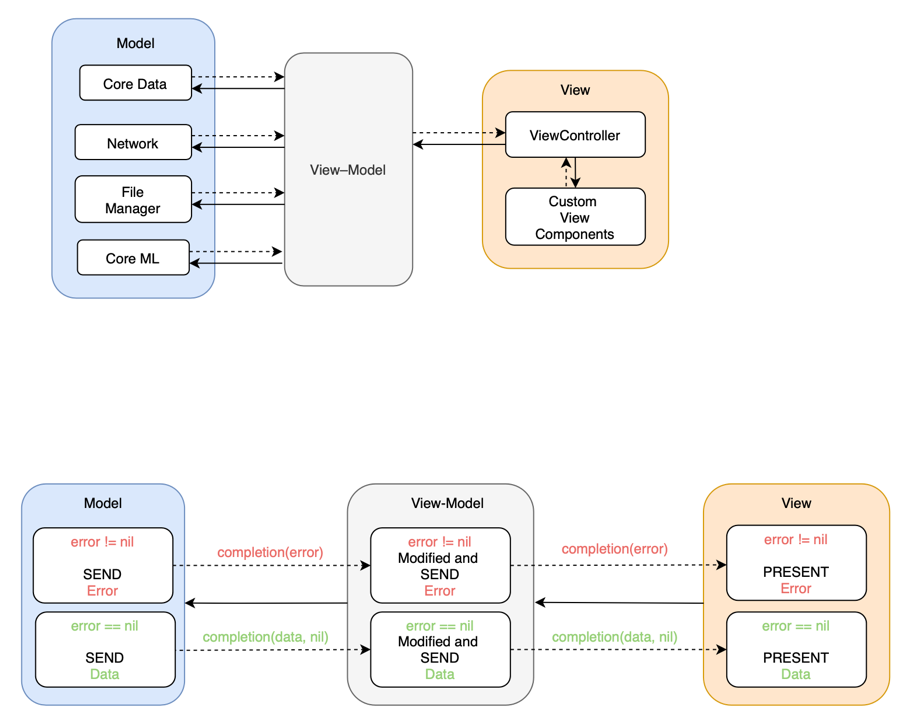 Model
Core Data
Network
File
Manager
Core ML
View–Model
View
ViewController
Custom
View
Components
Model
error != nil
SEND
Error
error == nil
SEND
Data
completion(error)
completion(data, nil)
View-Model
error != nil
Modified and
SEND
Error
error == nil
Modified and
SEND
Data
completion(error)
completion(data, nil)
View
error != nil
PRESENT
Error
error == nil
PRESENT
Data